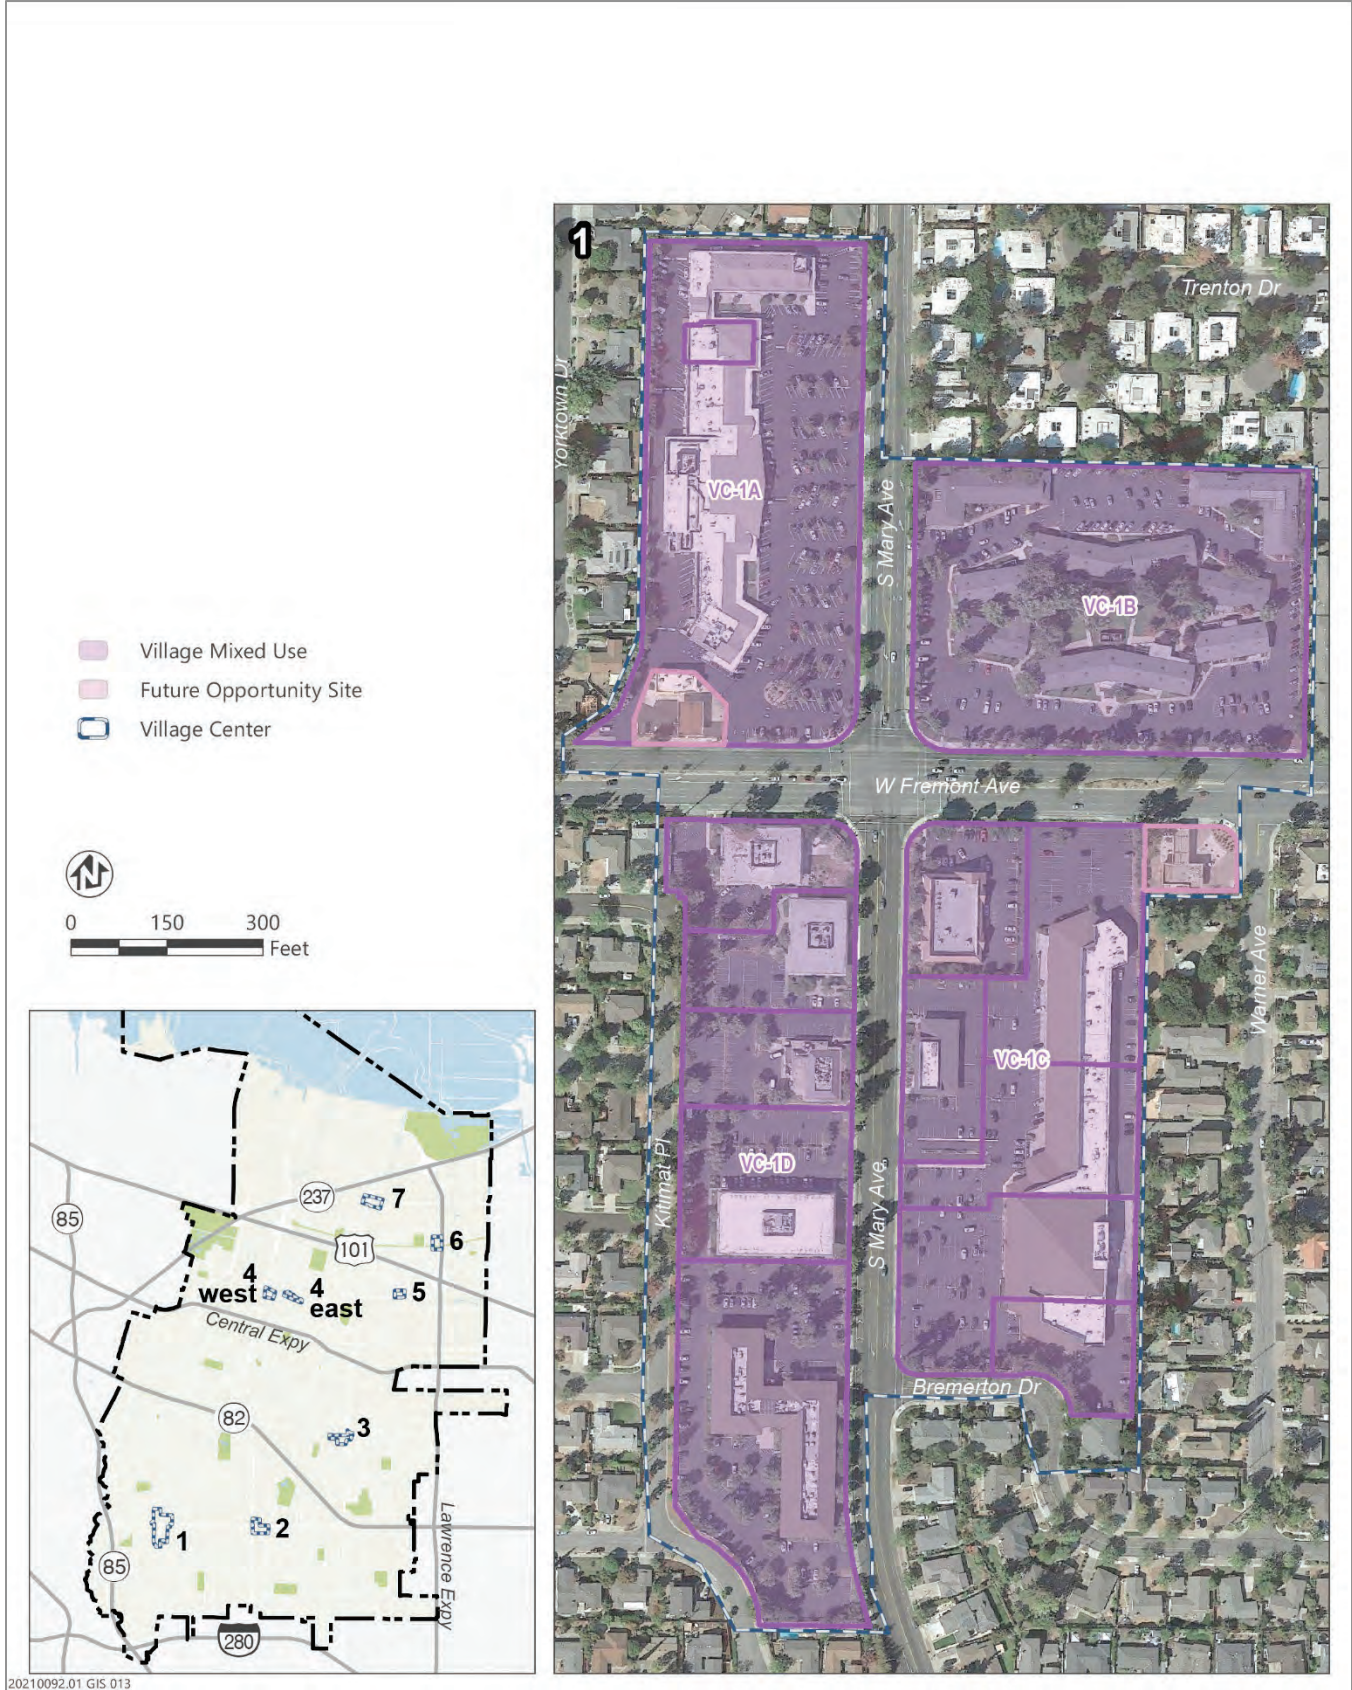 1
Trenton Dr
Yorktown Dr
VC-1A
S Mary Ave
VC-1B
Village Mixed Use
Future Opportunity Site
Village Center
W Fremont Ave
N
0 150 300
Feet
Warner Ave
VC-1C
Kitimat Pl
VC-1D
S Mary Ave
Bremerton Dr
237
7
85
101
6
4
west
4
east
5
Central Expy
82
3
1
2
85
Lawrence Expy
280
20210092.01 GIS 013